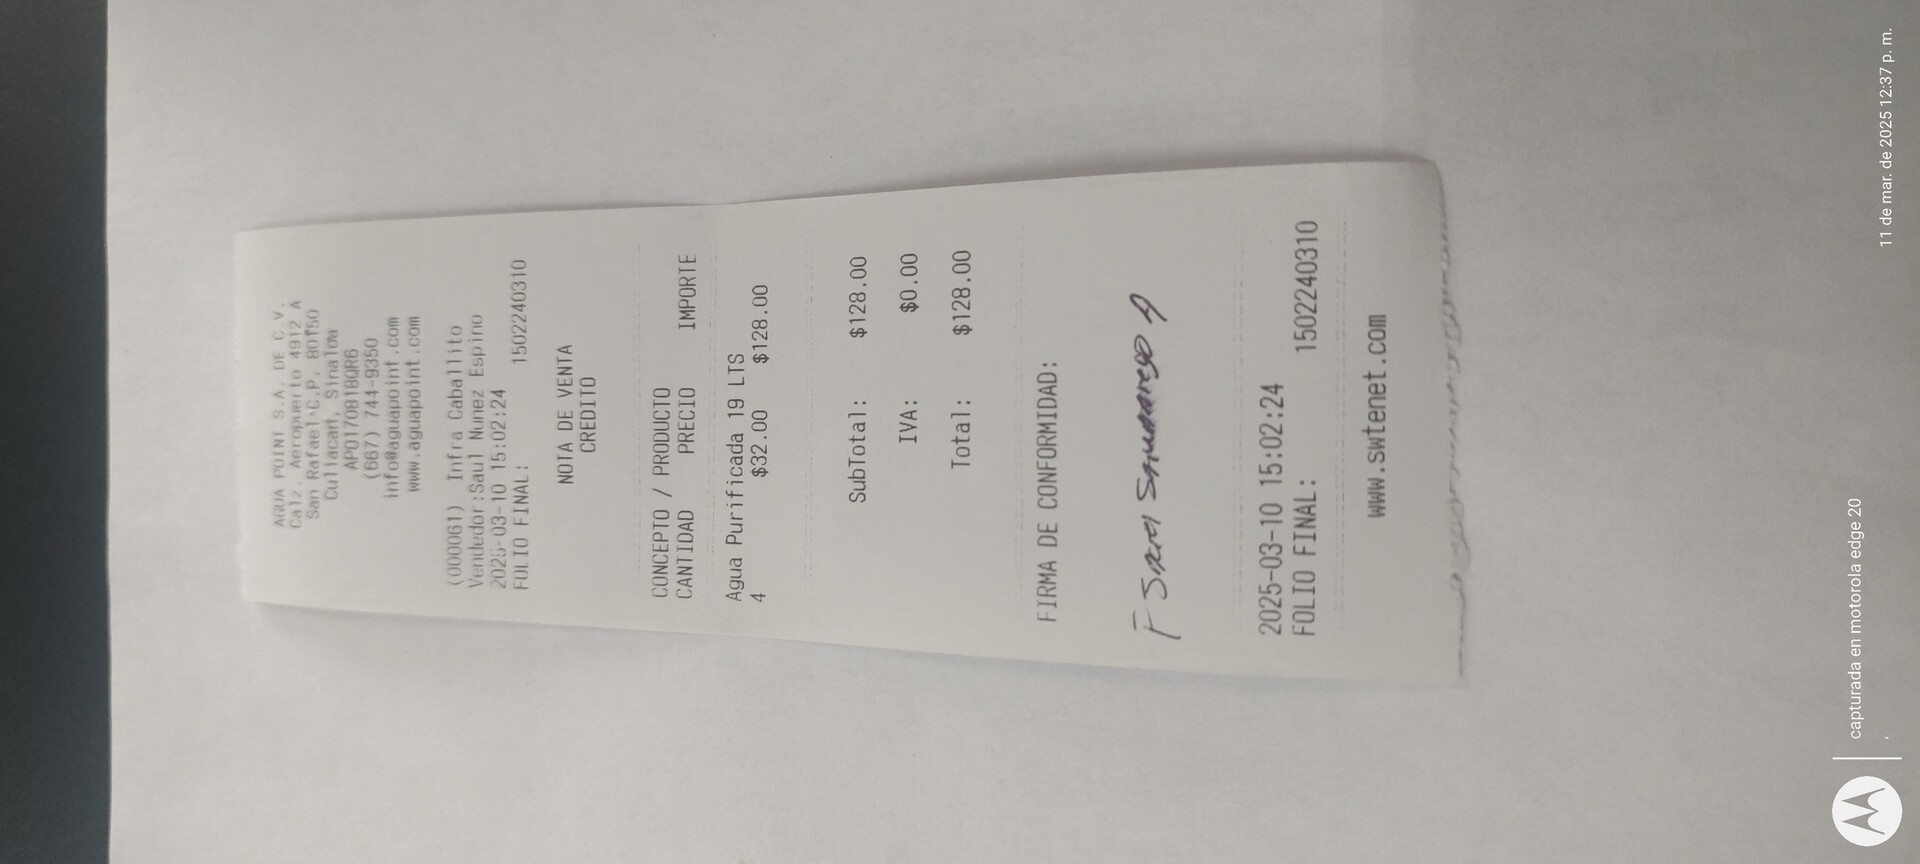 AGUA POINT S.A. DE C.V.
Calz. Aeropuerto 4912 A
San Rafael C.P. 80150
Culiacan, Sinaloa
APO170818QR6
(667) 744-9350
info@aguapoint.com
www.aguapoint.com
(000061) Infra Caballito
Vendedor:Saul Nunez Espino
2025-03-10 15:02:24
FOLIO FINAL: 1502240310
NOTA DE VENTA
CREDITO
CONCEPTO / PRODUCTO
CANTIDAD PRECIO IMPORTE
Agua Purificada 19 LTS
4 $32.00 $128.00
SubTotal: $128.00
IVA: $0.00
Total: $128.00
FIRMA DE CONFORMIDAD:
2025-03-10 15:02:24
FOLIO FINAL: 1502240310
www.swtenet.com
capturada en motorola edge 20
11 de mar. de 2025 12:37 p. m.